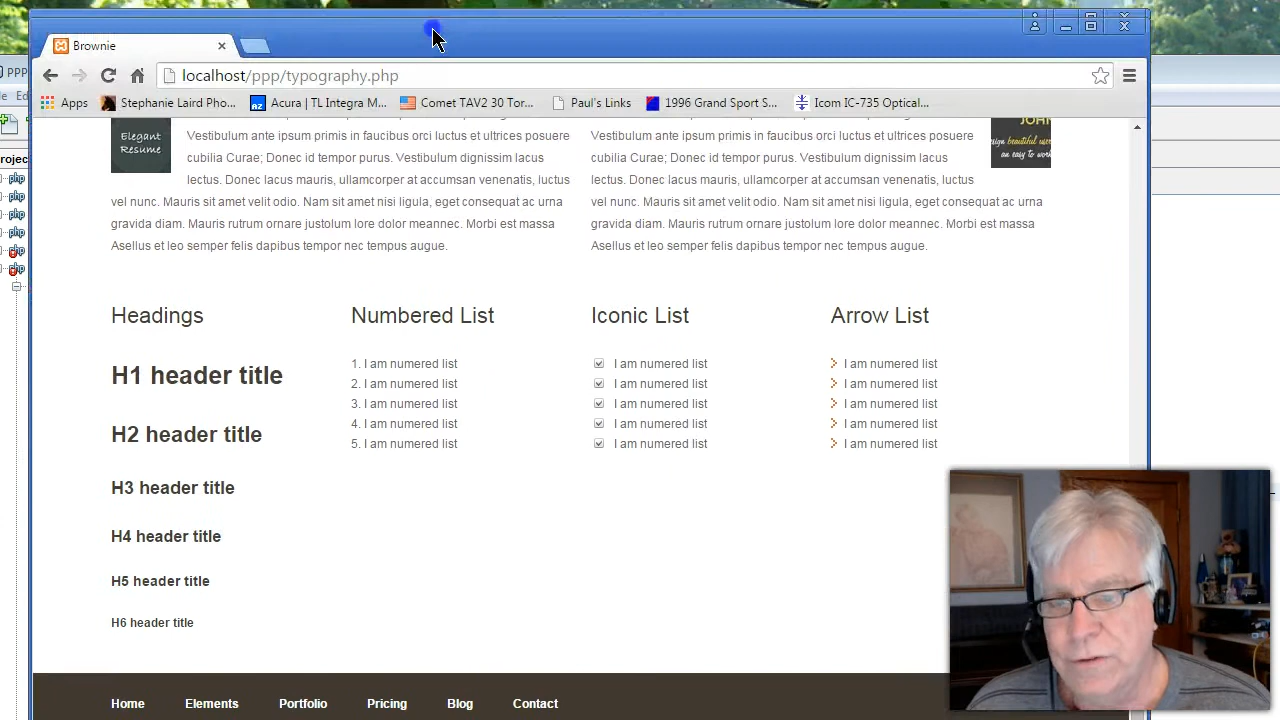 PPP
Brownie
localhost/ppp/typography.php
Apps
Stephanie Laird Pho...
Acura | TL Integra M...
Comet TAV2 30 Tor...
Paul's Links
1996 Grand Sport S...
Icom IC-735 Optical...
Elegant
Resume
Vestibulum ante ipsum primis in faucibus orci luctus et ultrices posuere
cubilia Curae; Donec id tempor purus. Vestibulum dignissim lacus
lectus. Donec lacus mauris, ullamcorper at accumsan venenatis, luctus
vel nunc. Mauris sit amet velit odio. Nam sit amet nisi ligula, eget consequat ac urna
gravida diam. Mauris rutrum ornare justolum lore dolor meannec. Morbi est massa
Asellus et leo semper felis dapibus tempor nec tempus augue.
Vestibulum ante ipsum primis in faucibus orci luctus et ultrices posuere
cubilia Curae; Donec id tempor purus. Vestibulum dignissim lacus
lectus. Donec lacus mauris, ullamcorper at accumsan venenatis, luctus
vel nunc. Mauris sit amet velit odio. Nam sit amet nisi ligula, eget consequat ac urna
gravida diam. Mauris rutrum ornare justolum lore dolor meannec. Morbi est massa
Asellus et leo semper felis dapibus tempor nec tempus augue.
JOHN
beautiful
an easy to
Headings
H1 header title
H2 header title
H3 header title
H4 header title
H5 header title
H6 header title
Numbered List
1. I am numered list
2. I am numered list
3. I am numered list
4. I am numered list
5. I am numered list
Iconic List
I am numered list
I am numered list
I am numered list
I am numered list
I am numered list
Arrow List
I am numered list
I am numered list
I am numered list
I am numered list
I am numered list
Home
Elements
Portfolio
Pricing
Blog
Contact
php
php
php
php
php
php